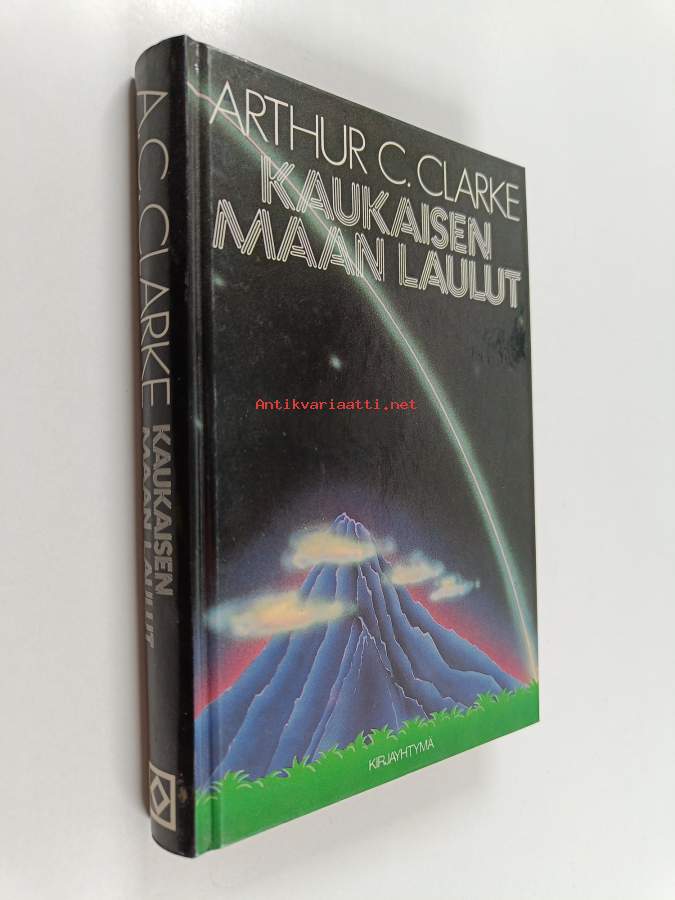 ARTHUR C. CLARKE
KAUKAISEN
MAAN LAULUT
Antikvariaatti.net
KIRJAYHTYMÄ
A.C. CLARKE
KAUKAISEN
MAAN LAULUT